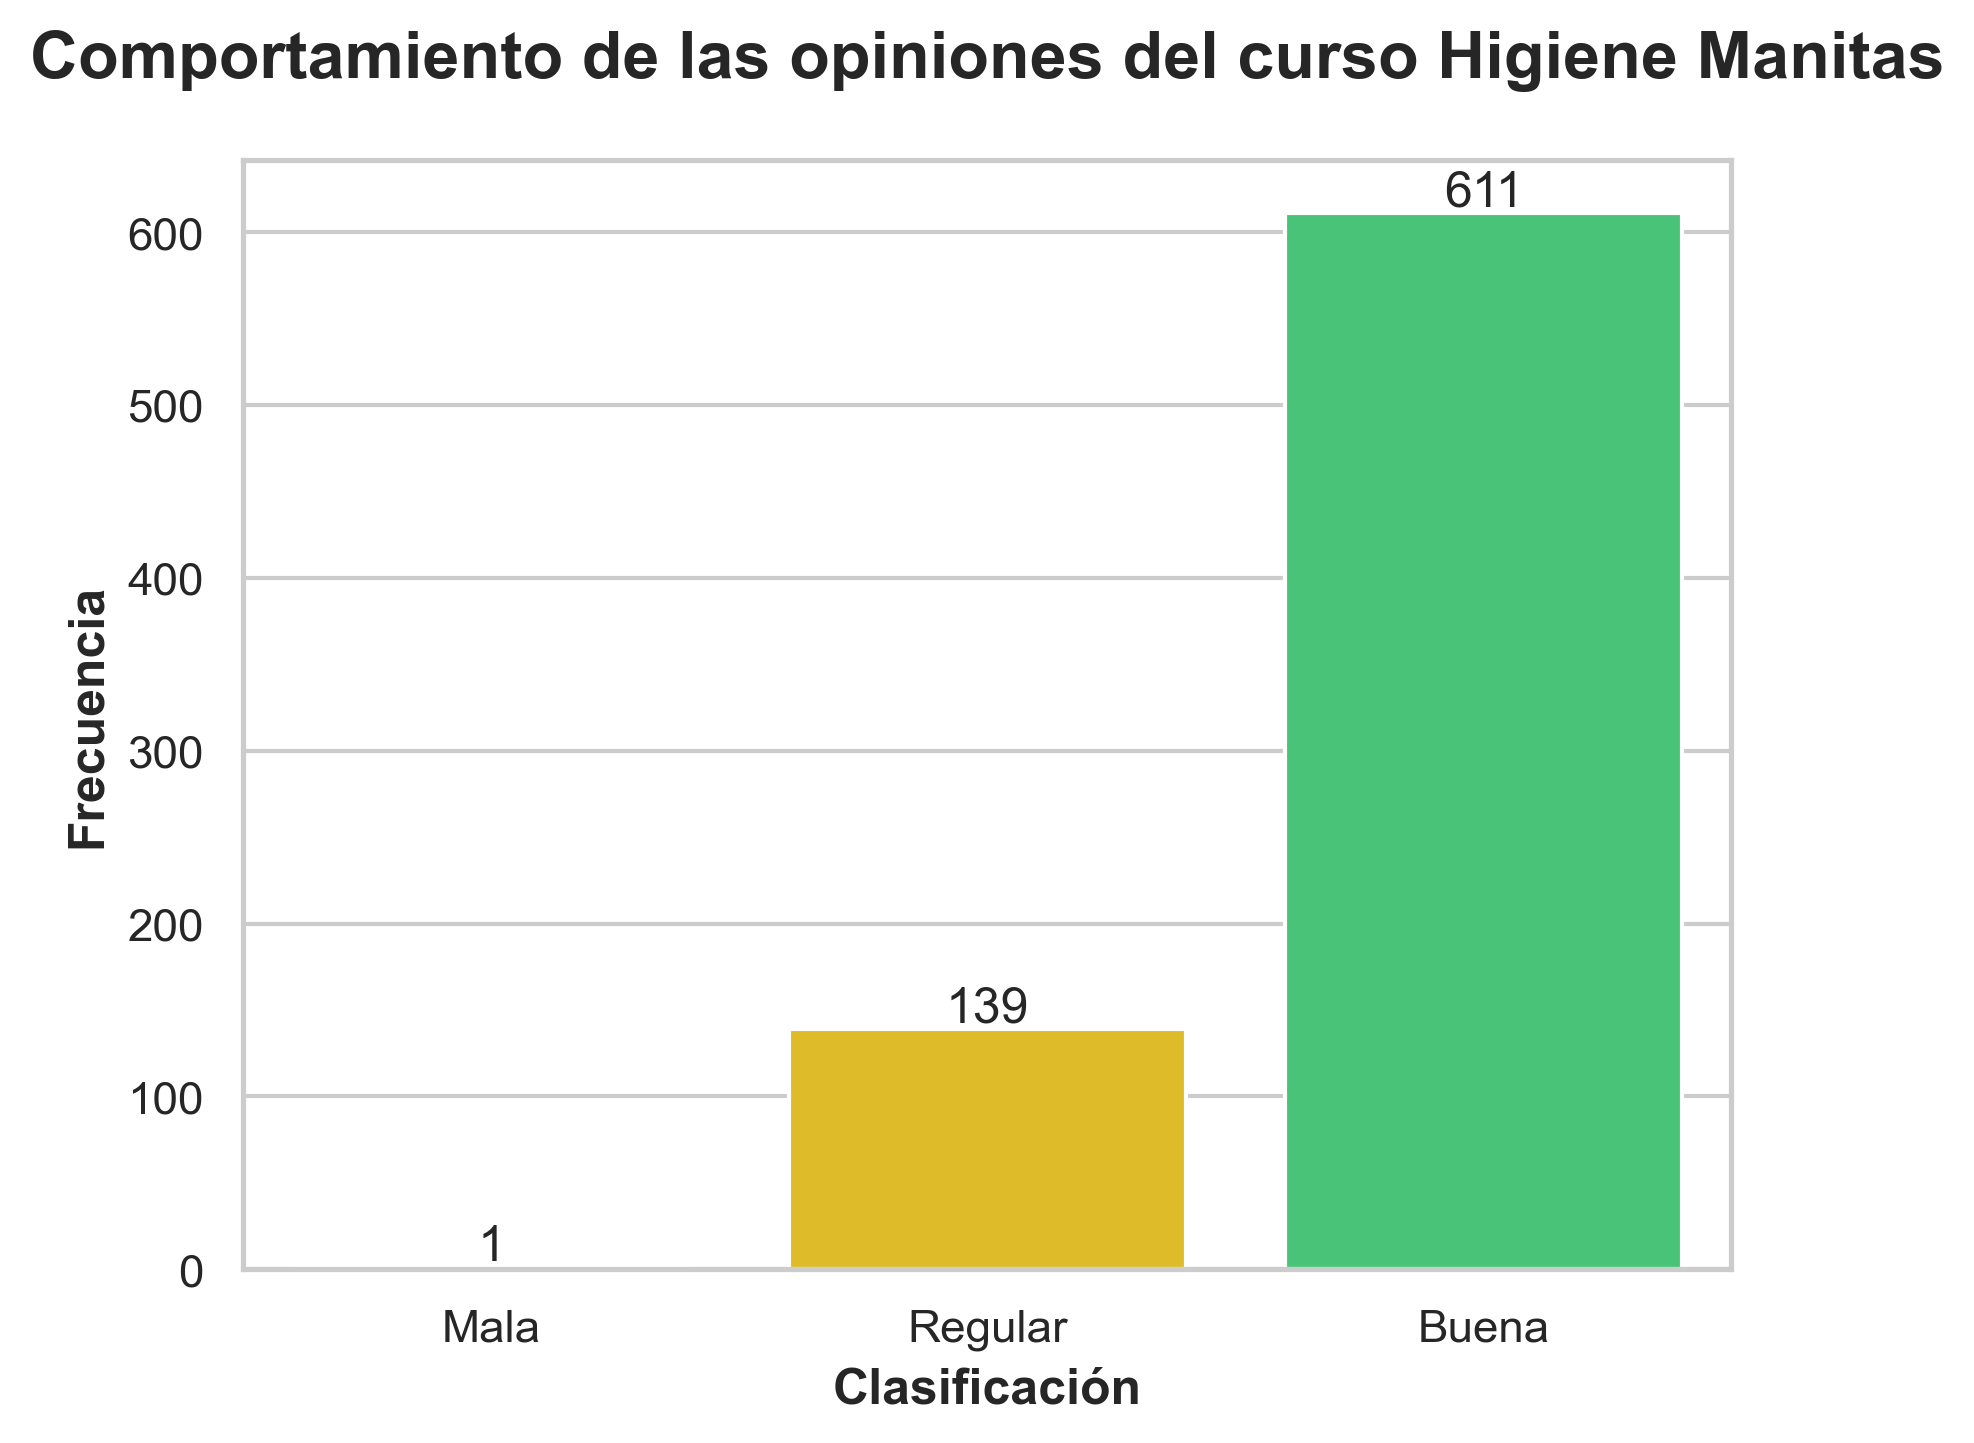 Comportamiento de las opiniones del curso Higiene Manitas
611
600
500
400
300
200
139
100
1
0
Frecuencia
Mala Regular Buena
Clasificación